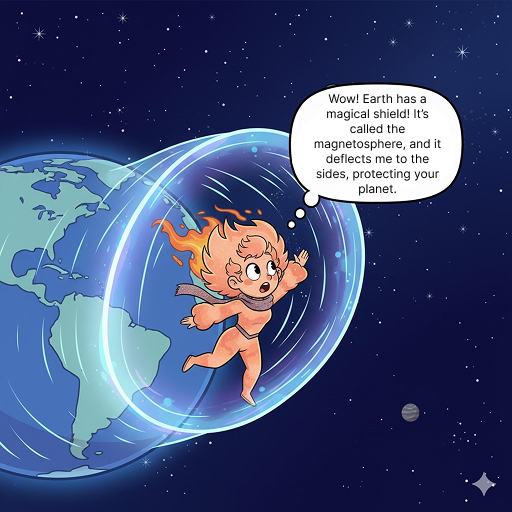 Wow! Earth has a
magical shield! It’s
called the
magnetosphere, and it
deflects me to the
sides, protecting your
planet.